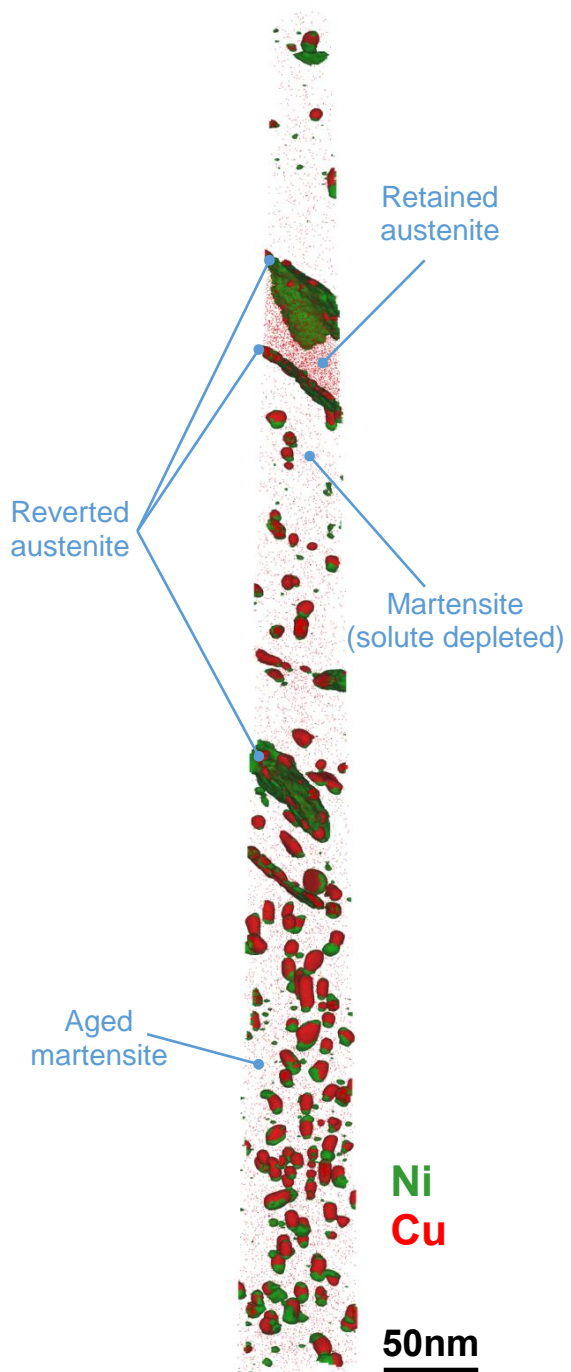 Retained
austenite
Reverted
austenite
Martensite
(solute depleted)
Aged
martensite
Ni
Cu
50nm